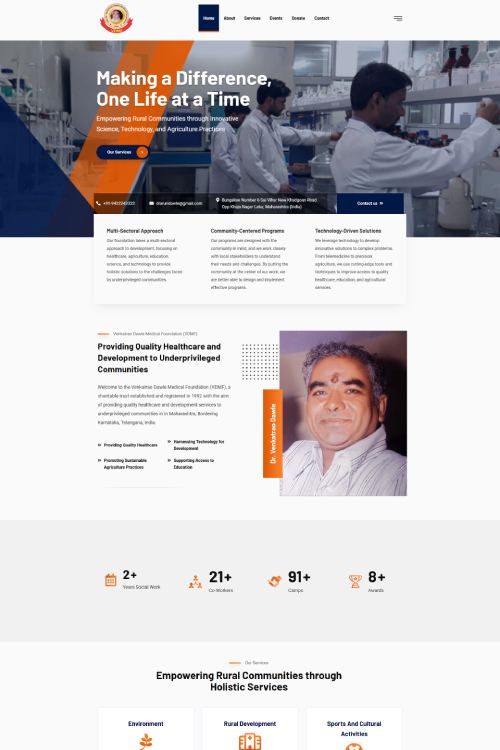 Home About Services Events Donate Contact
Making a Difference,
One Life at a Time
Empowering Rural Communities through Innovative
Science, Technology, and Agriculture Practices
Our Services
Bungalow Number 6 Sai Vihar New Khadgaon Road
Opp Khaja Nagar Latur, Maharashtra (India)
Contact us
Multi-Sectoral Approach
Our foundation takes a multi-sectoral
approach to development, focusing on
healthcare, agriculture, education,
science, and technology to provide
holistic solutions to the challenges faced
by underprivileged communities.
Community-Centered Programs
Our programs are designed with the
community in mind, and we work closely
with local stakeholders to understand
their needs and challenges. By putting the
community at the center of our work, we
are better able to design and implement
effective programs.
Technology-Driven Solutions
We leverage technology to develop
innovative solutions to complex problems.
From telemedicine to precision
agriculture, we use cutting-edge tools and
techniques to improve access to quality
healthcare, education, and agricultural
services.
Venkatrao Dawle Medical Foundation (VDMF)
Providing Quality Healthcare and
Development to Underprivileged
Communities
Welcome to the Venkatrao Dawle Medical Foundation (VDMF), a
charitable trust established and registered in 1992 with the aim
of providing quality healthcare and development services to
underprivileged communities in in Maharashtra, Bordering
Karnataka, Telangana, India.
Providing Quality Healthcare
Harnessing Technology for
Development
Promoting Sustainable
Agriculture Practices
Supporting Access to
Education
Dr. Venkatrao Dawle
2+
Years Social Work
21+
Co-Workers
91+
Camps
8+
Awards
Our Services
Empowering Rural Communities through
Holistic Services
Environment
Rural Development
Sports And Cultural
Activities